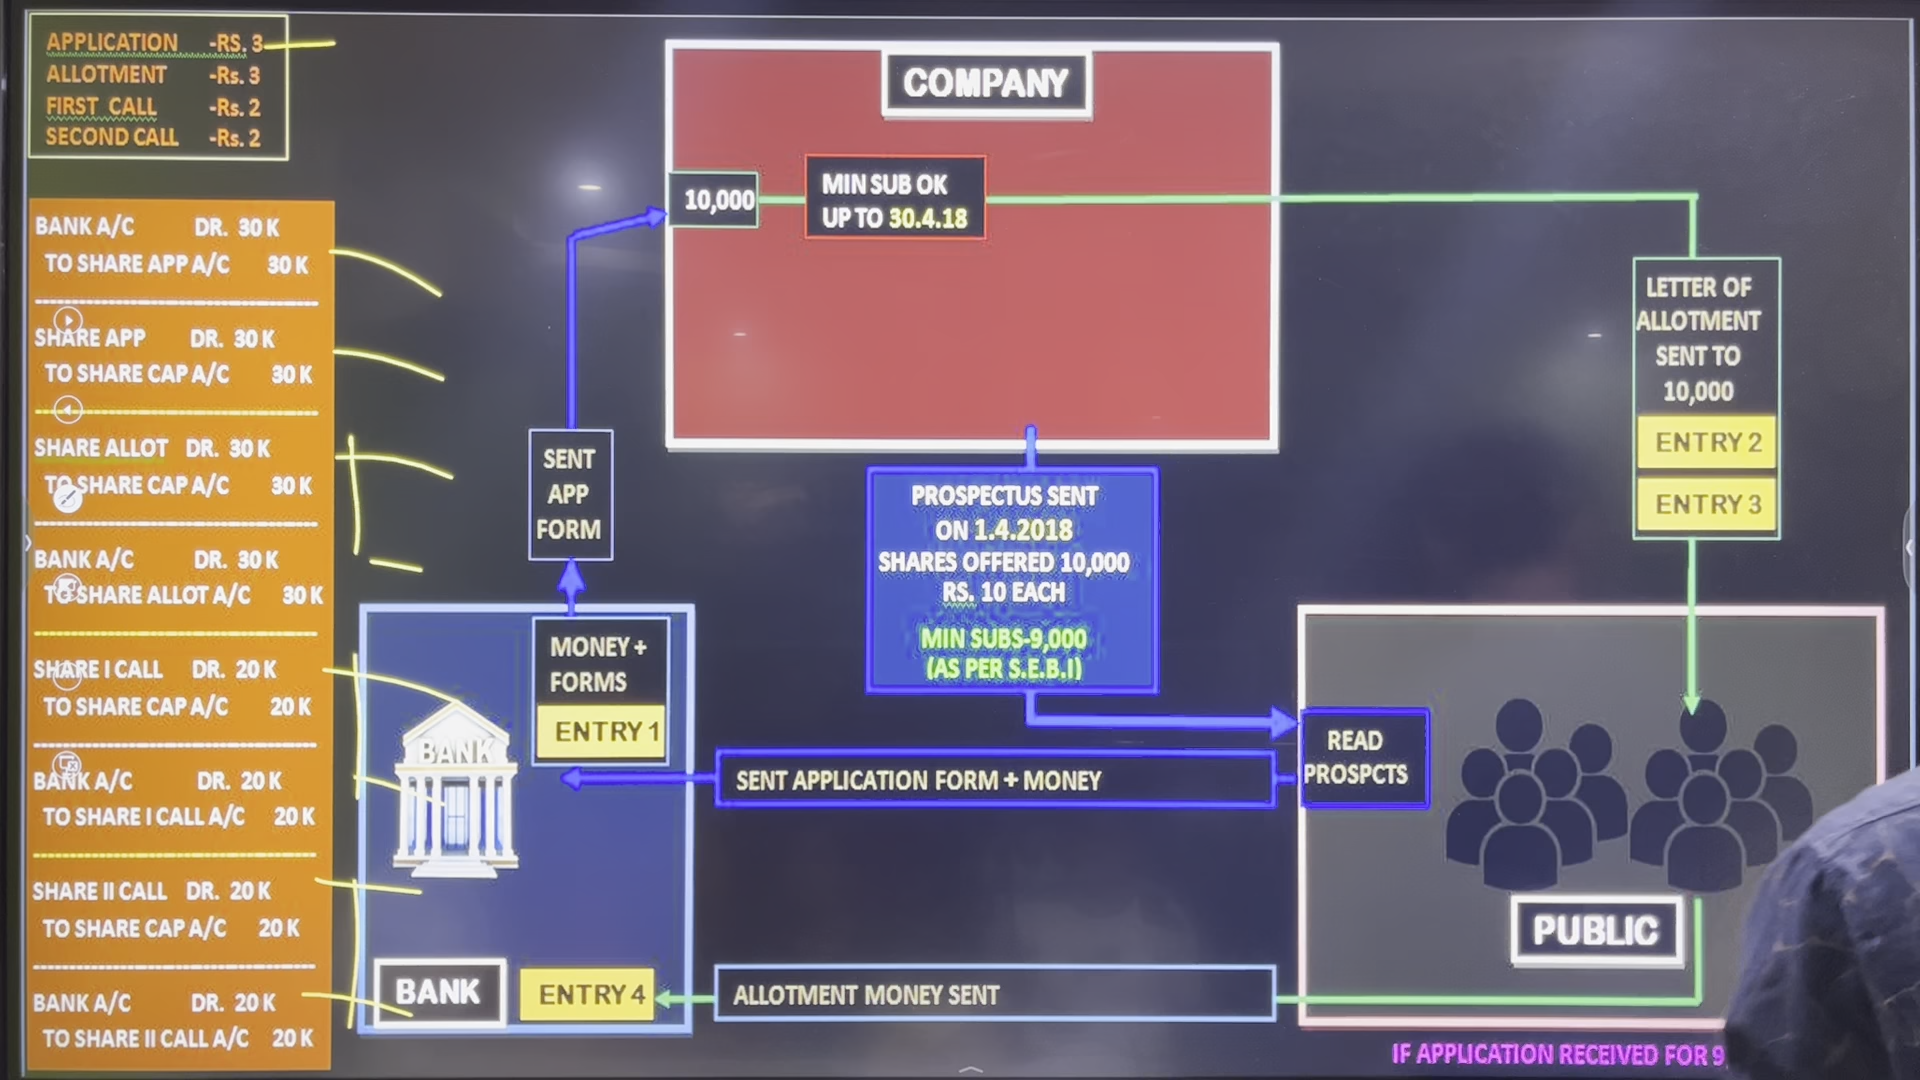 APPLICATION -RS. 3
ALLOTMENT -Rs. 3
FIRST CALL -Rs. 2
SECOND CALL -Rs. 2
BANK A/C DR. 30 K
TO SHARE APP A/C 30 K
SHARE APP DR. 30 K
TO SHARE CAP A/C 30 K
SHARE ALLOT DR. 30 K
TO SHARE CAP A/C 30 K
BANK A/C DR. 30 K
TO SHARE ALLOT A/C 30 K
SHARE I CALL DR. 20 K
TO SHARE CAP A/C 20 K
BANK A/C DR. 20 K
TO SHARE I CALL A/C 20 K
SHARE II CALL DR. 20 K
TO SHARE CAP A/C 20 K
BANK A/C DR. 20 K
TO SHARE II CALL A/C 20 K
COMPANY
10,000
MIN SUB OK
UP TO 30.4.18
LETTER OF
ALLOTMENT
SENT TO
10,000
ENTRY 2
ENTRY 3
SENT
APP
FORM
PROSPECTUS SENT
ON 1.4.2018
SHARES OFFERED 10,000
RS. 10 EACH
MIN SUBS-9,000
(AS PER S.E.B.I)
MONEY +
FORMS
ENTRY 1
BANK
READ
PROSPCTS
SENT APPLICATION FORM + MONEY
PUBLIC
BANK
ENTRY 4
ALLOTMENT MONEY SENT
IF APPLICATION RECEIVED FOR 9